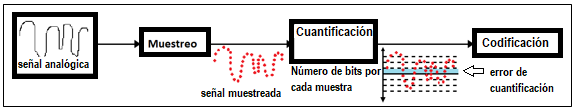 señal analógica
Muestreo
señal muestreada
Cuantificación
Número de bits por
cada muestra
Codificación
error de
cuantificación